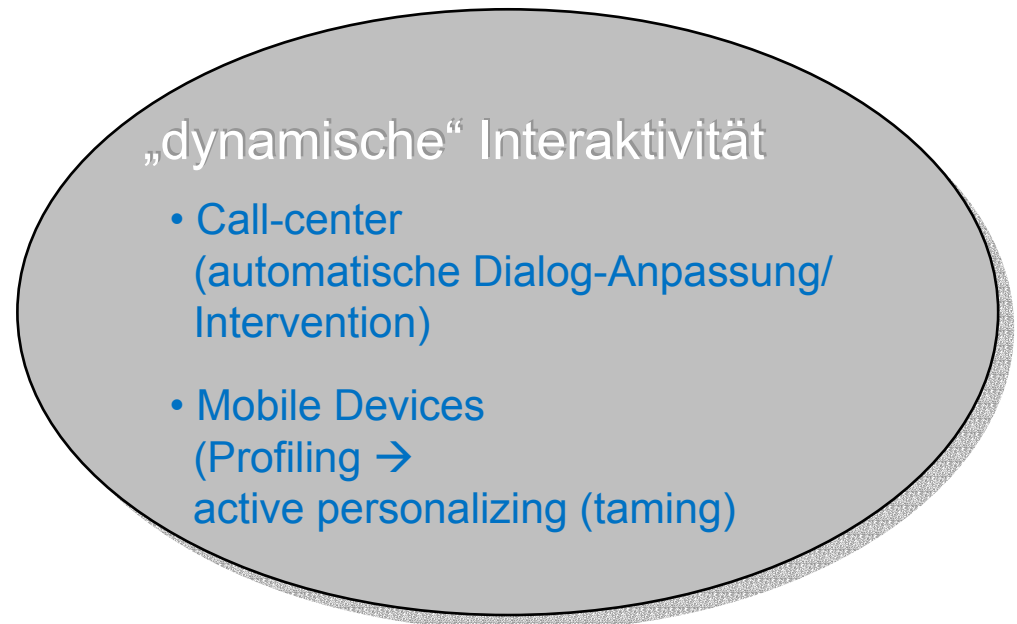 „dynamische“ Interaktivität
• Call-center
(automatische Dialog-Anpassung/
Intervention)
• Mobile Devices
(Profiling →
active personalizing (taming)